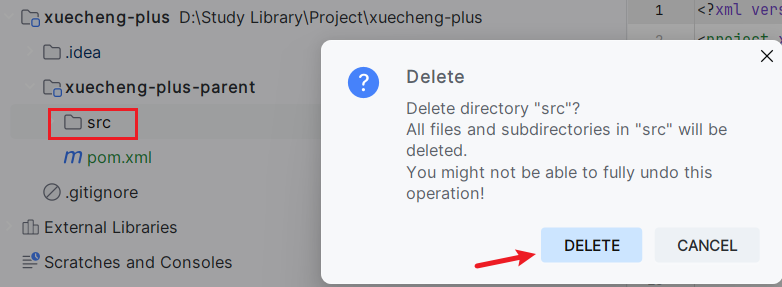 xuecheng-plus D:\Study Library\Project\xuecheng-plus
.idea
xuecheng-plus-parent
src
pom.xml
.gitignore
External Libraries
Scratches and Consoles
1 <?xml vers
2 <project x
Delete
Delete directory "src"?
All files and subdirectories in "src" will be
deleted.
You might not be able to fully undo this
operation!
DELETE CANCEL